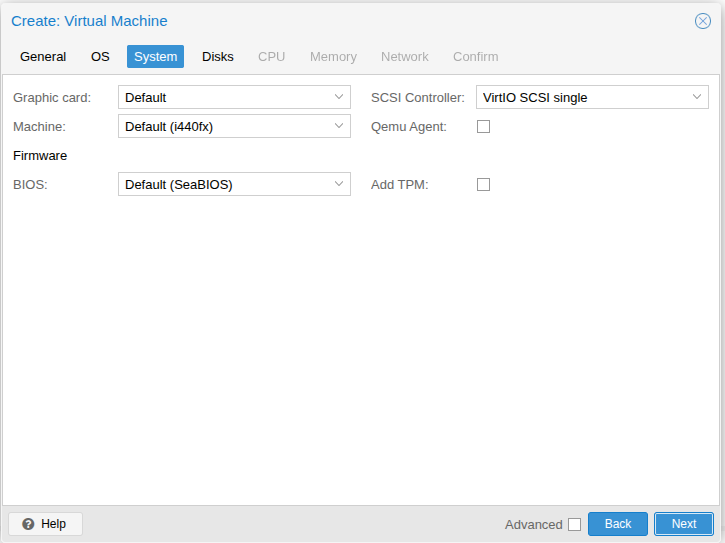 Create: Virtual Machine
General OS System Disks CPU Memory Network Confirm
Graphic card: Default SCSI Controller: VirtIO SCSI single
Machine: Default (i440fx) Qemu Agent:
Firmware
BIOS: Default (SeaBIOS) Add TPM:
? Help Advanced Back Next